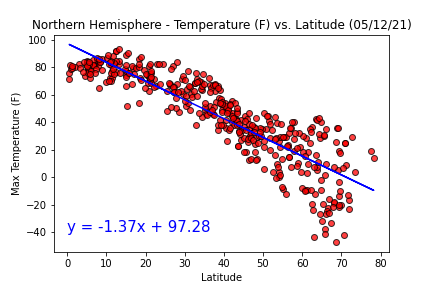 Northern Hemisphere - Temperature (F) vs. Latitude (05/12/21)
100
80
60
40
20
0
−20
−40
Max Temperature (F)
y = -1.37x + 97.28
0 10 20 30 40 50 60 70 80
Latitude